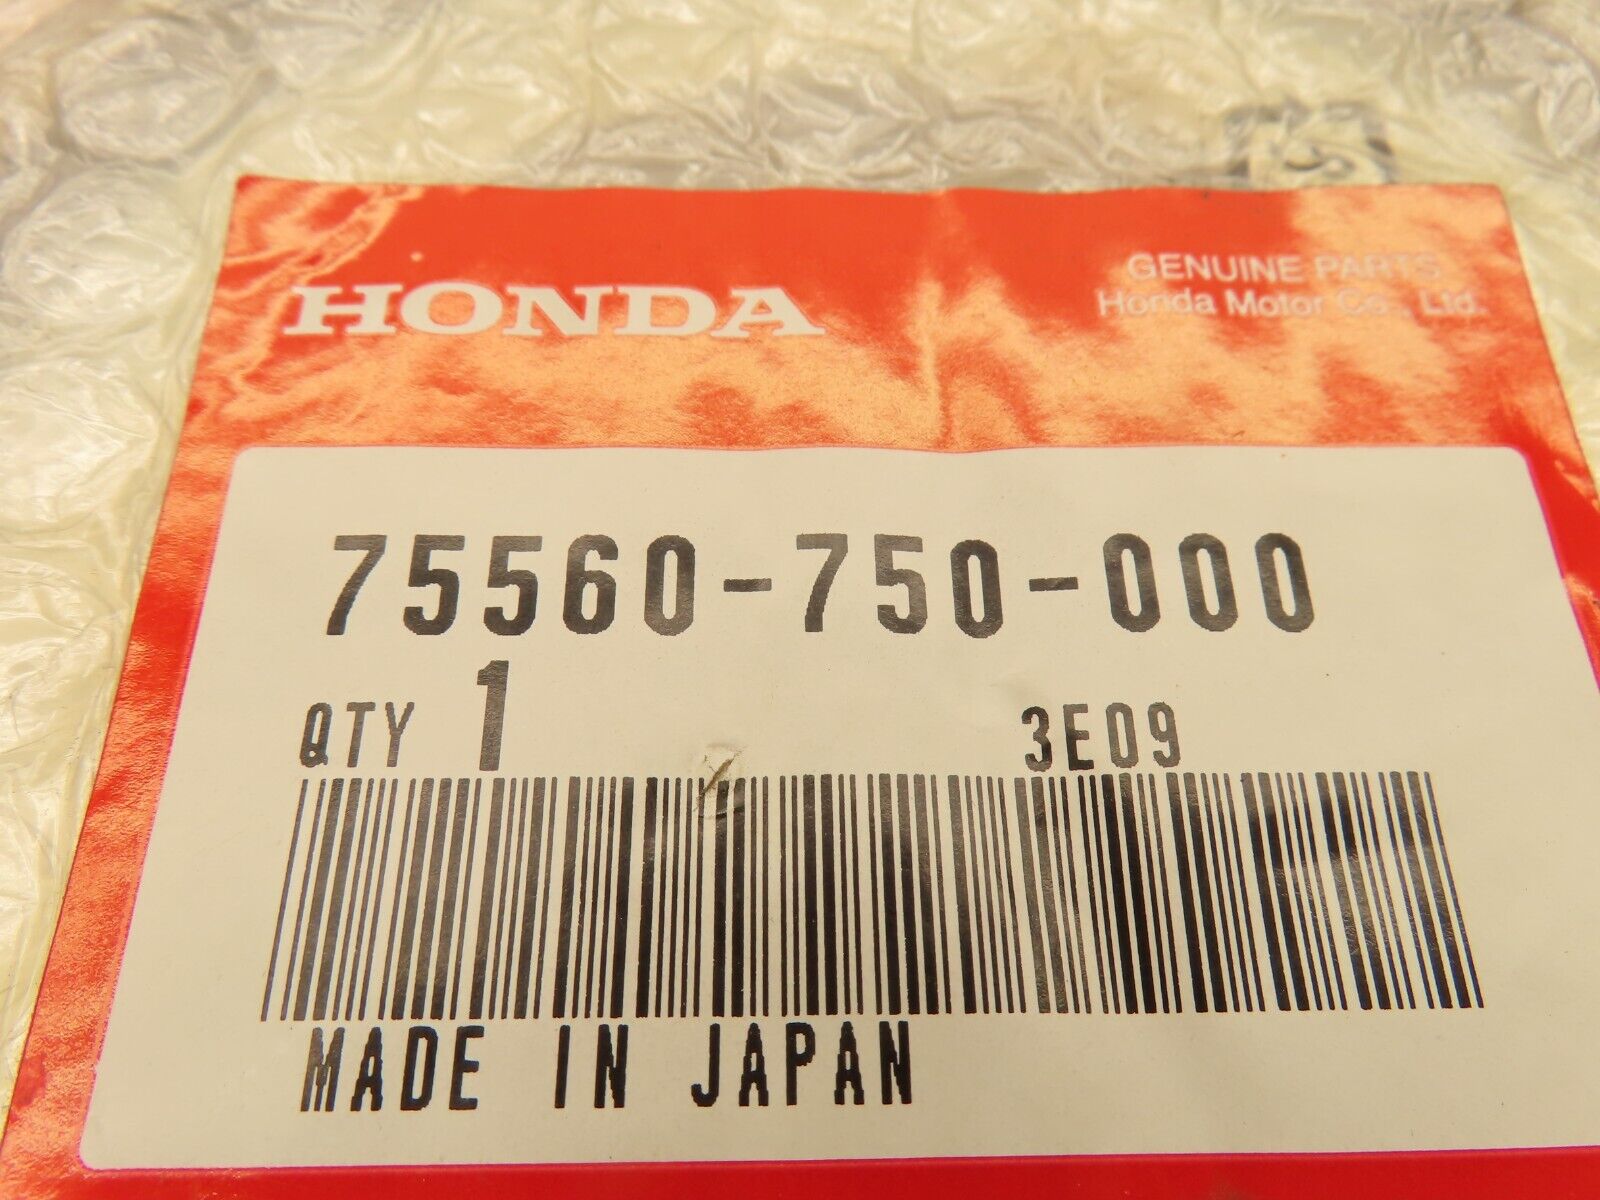 HONDA
GENUINE PARTS
Honda Motor Co., Ltd.
75560-750-000
QTY 1 3E09
MADE IN JAPAN